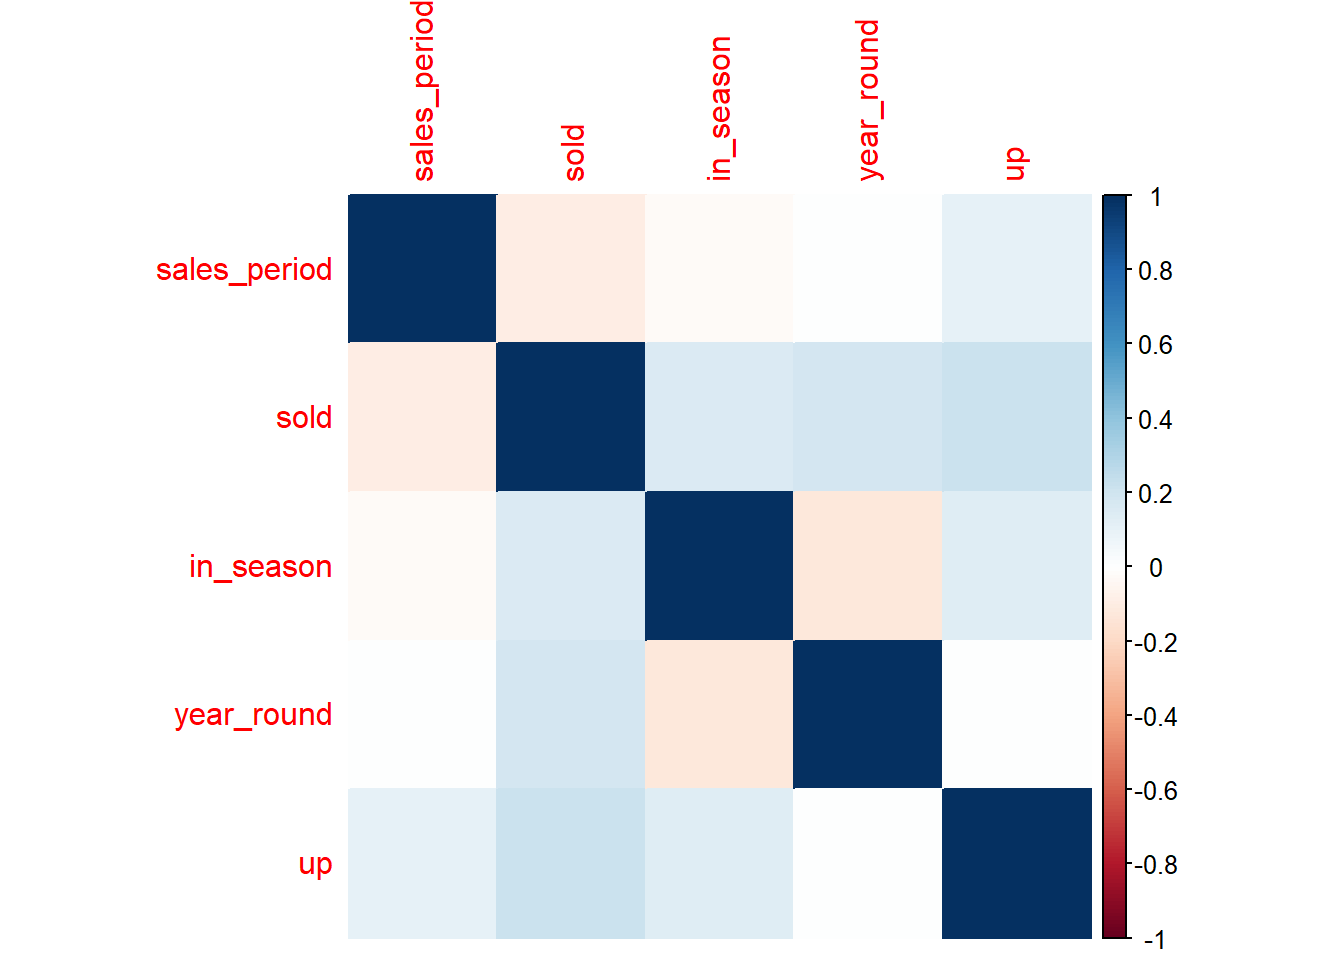 sales_period
sold
in_season
year_round
up
sales_period
sold
in_season
year_round
up
1
0.8
0.6
0.4
0.2
0
-0.2
-0.4
-0.6
-0.8
-1